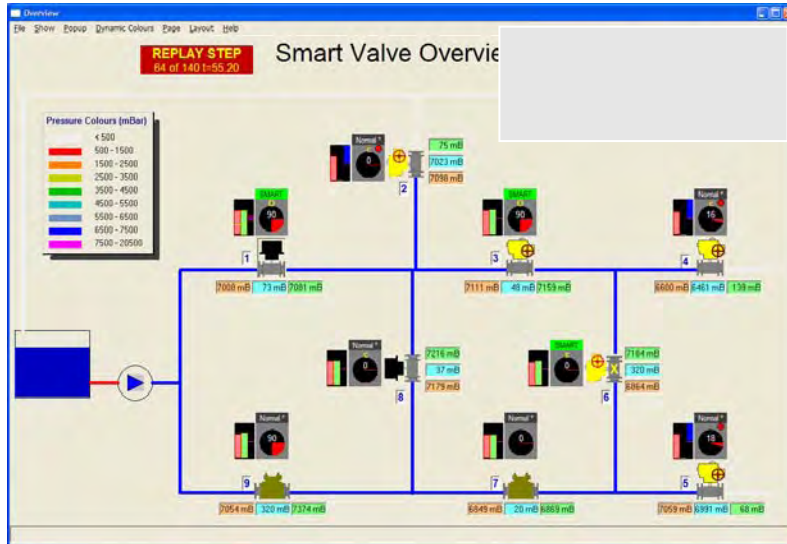 Overview
File Show Popup Dynamic Colours Page Layout Help
REPLAY STEP
64 of 140 t=55.20
Smart Valve Overvie
Pressure Colours (mBar)
< 500
500 - 1500
1500 - 2500
2500 - 3500
3500 - 4500
4500 - 5500
5500 - 6500
6500 - 7500
7500 - 20500
Normal *
0
2
75 mB
7023 mB
7098 mB
SMART
90
1
7008 mB 73 mB 7081 mB
SMART
90
3
7111 mB 48 mB 7159 mB
Normal *
16
4
6600 mB 6461 mB 139 mB
Normal *
0
8
7216 mB
37 mB
7179 mB
SMART
0
6
X
7184 mB
320 mB
6864 mB
Normal *
90
9
7054 mB 320 mB 7374 mB
Normal *
0
7
6849 mB 20 mB 6869 mB
Normal *
18
5
7059 mB 6991 mB 68 mB